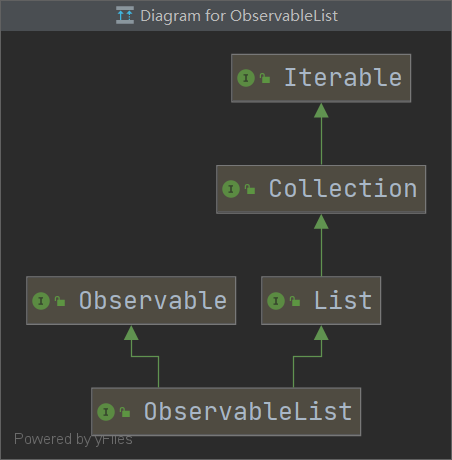 Diagram for ObservableList
I Iterable
I Collection
I Observable
I List
I ObservableList
Powered by yFiles